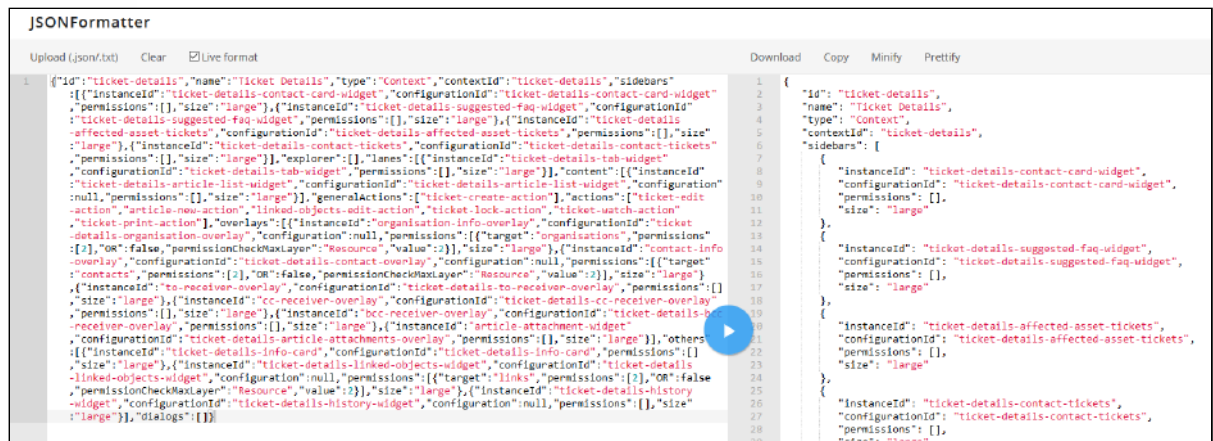 JSONFormatter
Upload (.json/.txt) Clear Live format
Download Copy Minify Prettify
1 {"id":"ticket-details","name":"Ticket Details","type":"Context","contextId":"ticket-details","sidebars"
:[{"instanceId":"ticket-details-contact-card-widget","configurationId":"ticket-details-contact-card-widget"
,"permissions":[],"size":"large"},{"instanceId":"ticket-details-suggested-faq-widget","configurationId"
:"ticket-details-suggested-faq-widget","permissions":[],"size":"large"},{"instanceId":"ticket-details
-affected-asset-tickets","configurationId":"ticket-details-affected-asset-tickets","permissions":[],"size"
:"large"},{"instanceId":"ticket-details-contact-tickets","configurationId":"ticket-details-contact-tickets"
,"permissions":[],"size":"large"}],"explorer":[],"lanes":[{"instanceId":"ticket-details-tab-widget"
,"configurationId":"ticket-details-tab-widget","permissions":[],"size":"large"}],"content":[{"instanceId"
:"ticket-details-article-list-widget","configurationId":"ticket-details-article-list-widget","configuration"
:null,"permissions":[],"size":"large"}],"generalActions":["ticket-create-action"],"actions":["ticket-edit
-action","article-new-action","linked-objects-edit-action","ticket-lock-action","ticket-watch-action"
,"ticket-print-action"],"overlays":[{"instanceId":"organisation-info-overlay","configurationId":"ticket
-details-organisation-overlay","configuration":null,"permissions":[{"target":"organisations","permissions"
:[2],"OR":false,"permissionCheckMaxLayer":"Resource","value":2}],"size":"large"},{"instanceId":"contact-info
-overlay","configurationId":"ticket-details-contact-overlay","configuration":null,"permissions":[{"target"
:"contacts","permissions":[2],"OR":false,"permissionCheckMaxLayer":"Resource","value":2}],"size":"large"}
,{"instanceId":"to-receiver-overlay","configurationId":"ticket-details-to-receiver-overlay","permissions":[]
,"size":"large"},{"instanceId":"cc-receiver-overlay","configurationId":"ticket-details-cc-receiver-overlay"
,"permissions":[],"size":"large"},{"instanceId":"bcc-receiver-overlay","configurationId":"ticket-details-bcc
-receiver-overlay","permissions":[],"size":"large"},{"instanceId":"article-attachment-widget"
,"configurationId":"ticket-details-article-attachments-overlay","permissions":[],"size":"large"}],"others"
:[{"instanceId":"ticket-details-info-card","configurationId":"ticket-details-info-card","permissions":[]
,"size":"large"},{"instanceId":"ticket-details-linked-objects-widget","configurationId":"ticket-details
-linked-objects-widget","configuration":null,"permissions":[{"target":"links","permissions":[2],"OR":false
,"permissionCheckMaxLayer":"Resource","value":2}],"size":"large"},{"instanceId":"ticket-details-history
-widget","configurationId":"ticket-details-history-widget","configuration":null,"permissions":[],"size"
:"large"}],"dialogs":[]}
1 {
2 "id": "ticket-details",
3 "name": "Ticket Details",
4 "type": "Context",
5 "contextId": "ticket-details",
6 "sidebars": [
7 {
8 "instanceId": "ticket-details-contact-card-widget",
9 "configurationId": "ticket-details-contact-card-widget",
10 "permissions": [],
11 "size": "large"
12 },
13 {
14 "instanceId": "ticket-details-suggested-faq-widget",
15 "configurationId": "ticket-details-suggested-faq-widget",
16 "permissions": [],
17 "size": "large"
18 },
19 {
20 "instanceId": "ticket-details-affected-asset-tickets",
21 "configurationId": "ticket-details-affected-asset-tickets",
22 "permissions": [],
23 "size": "large"
24 },
25 {
26 "instanceId": "ticket-details-contact-tickets",
27 "configurationId": "ticket-details-contact-tickets",
28 "permissions": [],